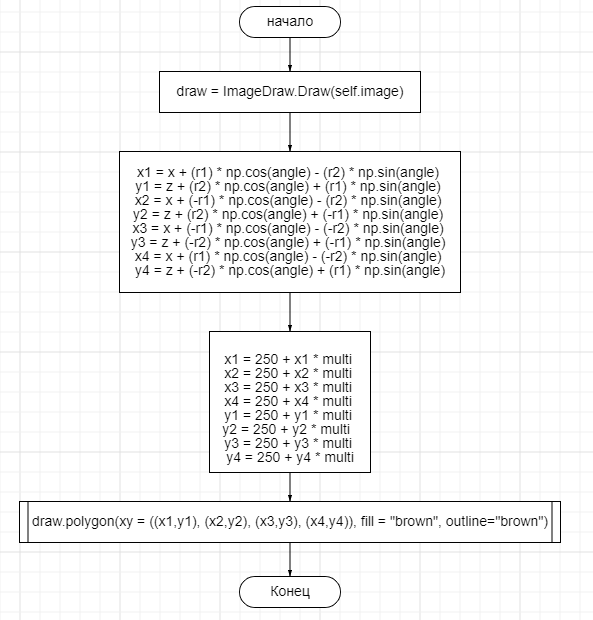 начало
draw = ImageDraw.Draw(self.image)
x1 = x + (r1) * np.cos(angle) - (r2) * np.sin(angle)
y1 = z + (r2) * np.cos(angle) + (r1) * np.sin(angle)
x2 = x + (-r1) * np.cos(angle) - (r2) * np.sin(angle)
y2 = z + (r2) * np.cos(angle) + (-r1) * np.sin(angle)
x3 = x + (-r1) * np.cos(angle) - (-r2) * np.sin(angle)
y3 = z + (-r2) * np.cos(angle) + (-r1) * np.sin(angle)
x4 = x + (r1) * np.cos(angle) - (-r2) * np.sin(angle)
y4 = z + (-r2) * np.cos(angle) + (r1) * np.sin(angle)
x1 = 250 + x1 * multi
x2 = 250 + x2 * multi
x3 = 250 + x3 * multi
x4 = 250 + x4 * multi
y1 = 250 + y1 * multi
y2 = 250 + y2 * multi
y3 = 250 + y3 * multi
y4 = 250 + y4 * multi
draw.polygon(xy = ((x1,y1), (x2,y2), (x3,y3), (x4,y4)), fill = "brown", outline="brown")
Конец